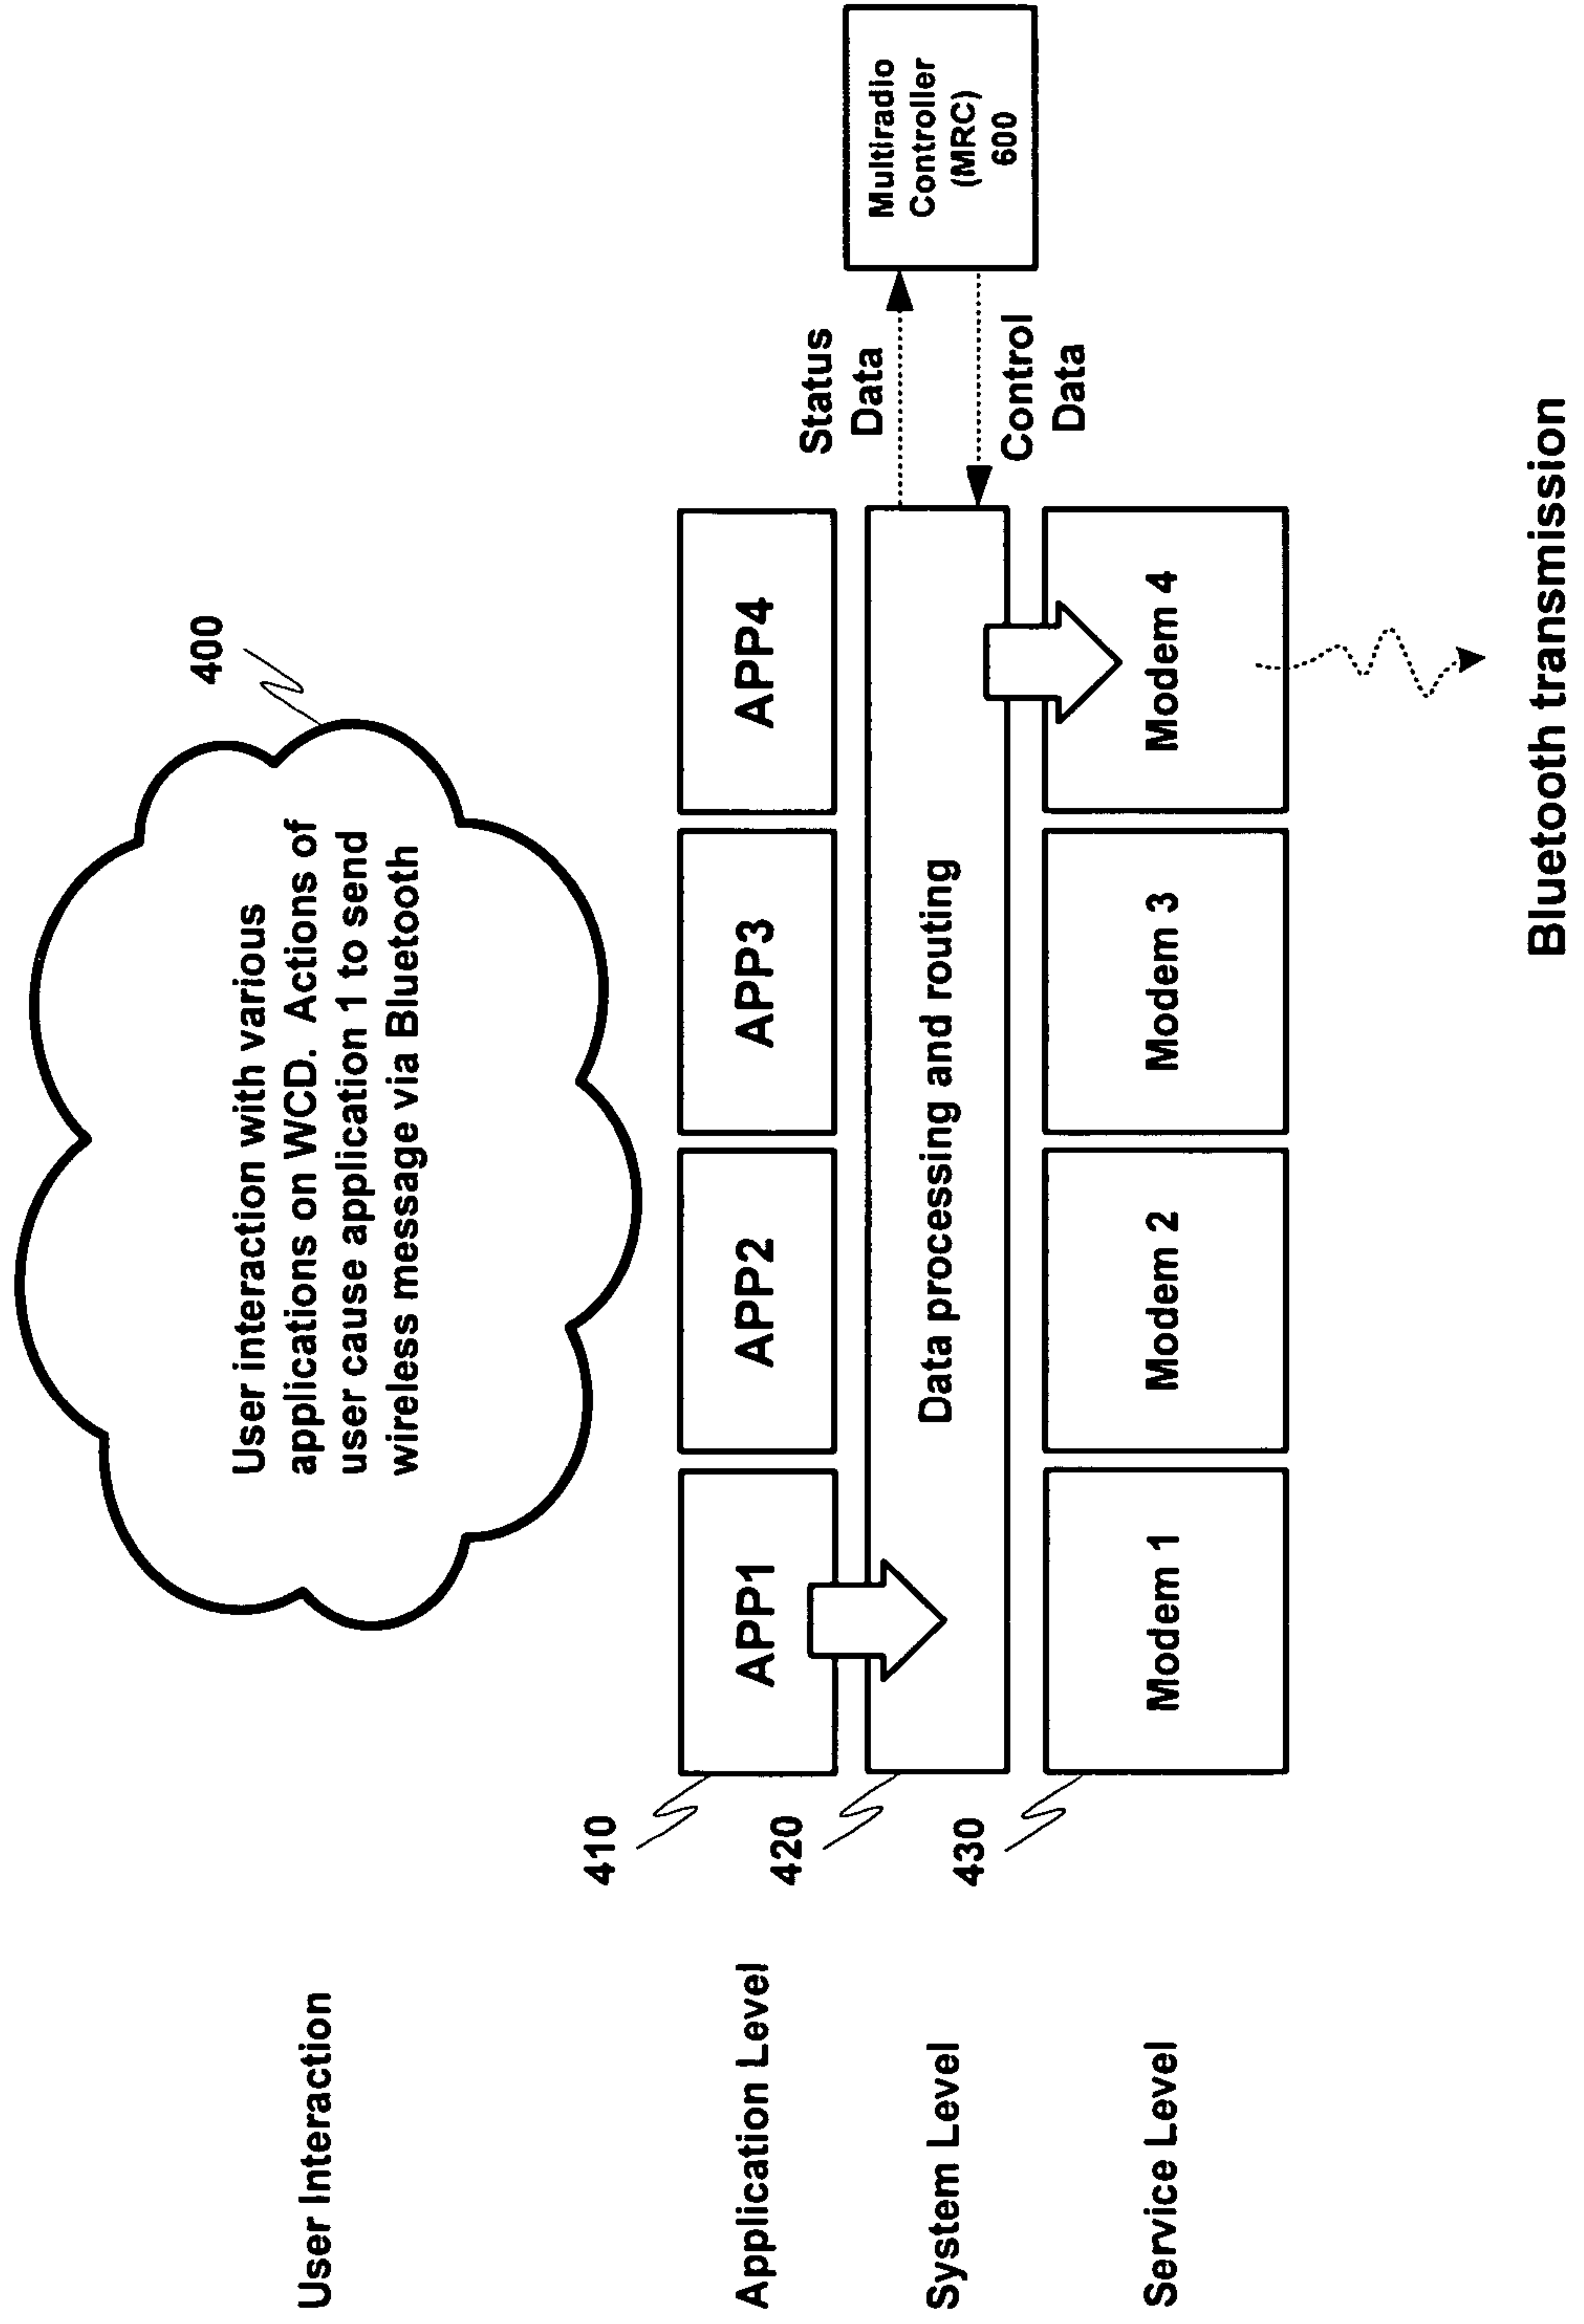 400
User Interaction
User interaction with various
applications on WCD.  Actions of
user cause application 1 to send
wireless message via Bluetooth
410
Application Level
APP1
APP2
APP3
APP4
420
System Level
Data processing and routing
Status
Data
Control
Data
Multiradio
Controller
(MRC)
600
430
Service Level
Modem 1
Modem 2
Modem 3
Modem 4
Bluetooth transmission